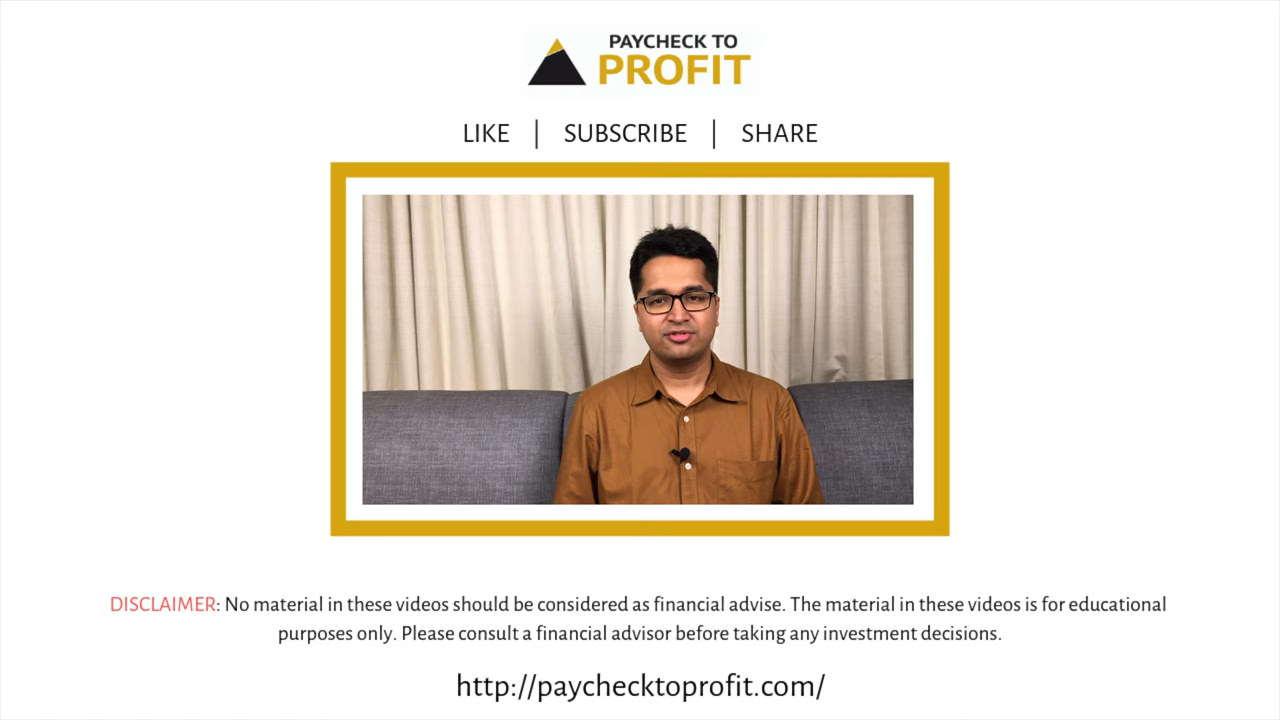 PAYCHECK TO
PROFIT
LIKE | SUBSCRIBE | SHARE
DISCLAIMER: No material in these videos should be considered as financial advise. The material in these videos is for educational
purposes only. Please consult a financial advisor before taking any investment decisions.
http://paychecktoprofit.com/